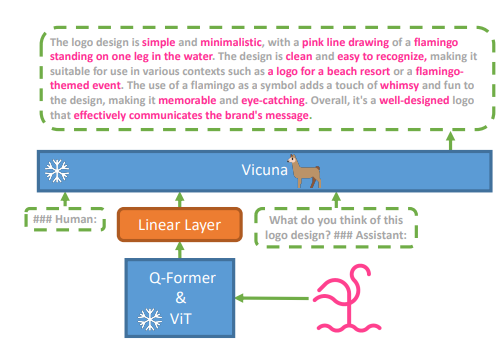 The logo design is simple and minimalistic, with a pink line drawing of a flamingo
standing on one leg in the water. The design is clean and easy to recognize, making it
suitable for use in various contexts such as a logo for a beach resort or a flamingo-
themed event. The use of a flamingo as a symbol adds a touch of whimsy and fun to
the design, making it memorable and eye-catching. Overall, it's a well-designed logo
that effectively communicates the brand's message.
Vicuna
### Human:
Linear Layer
What do you think of this
logo design? ### Assistant:
Q-Former
&
ViT